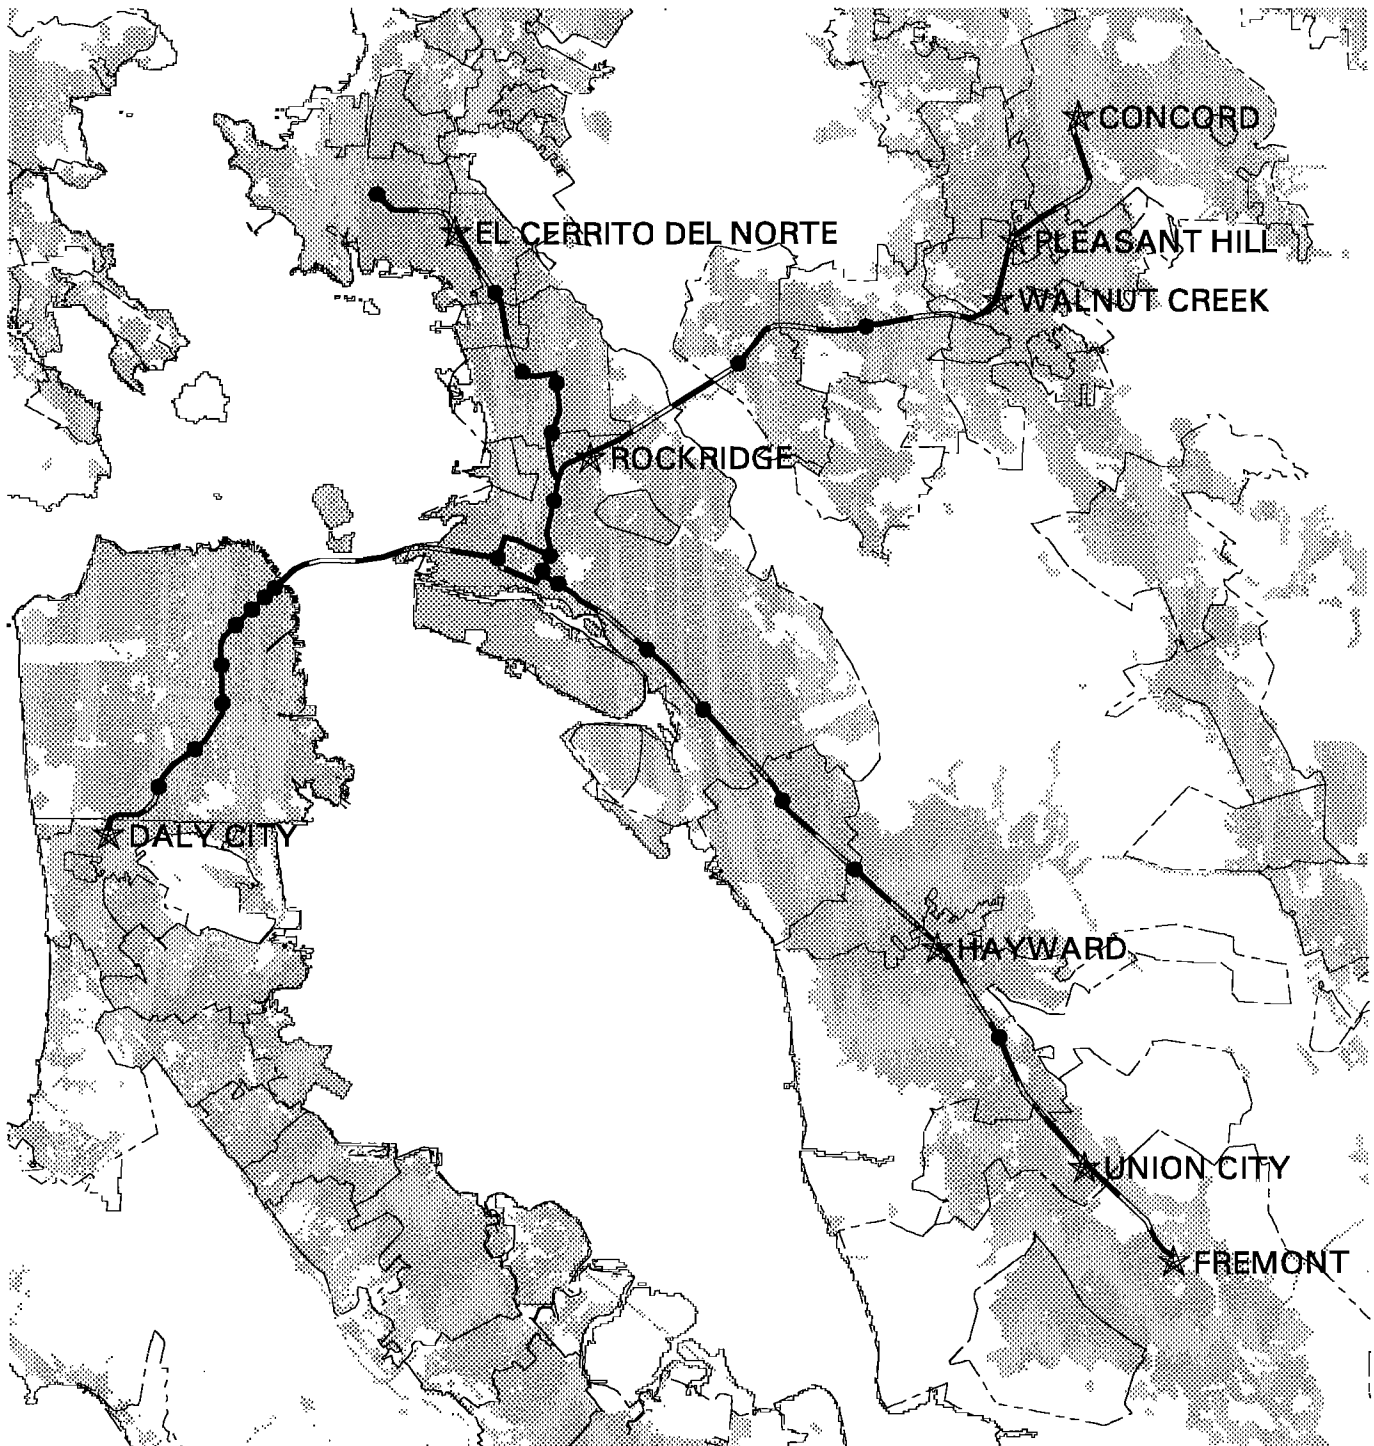 CONCORD
EL CERRITO DEL NORTE
PLEASANT HILL
WALNUT CREEK
ROCKRIDGE
DALY CITY
HAYWARD
UNION CITY
FREMONT